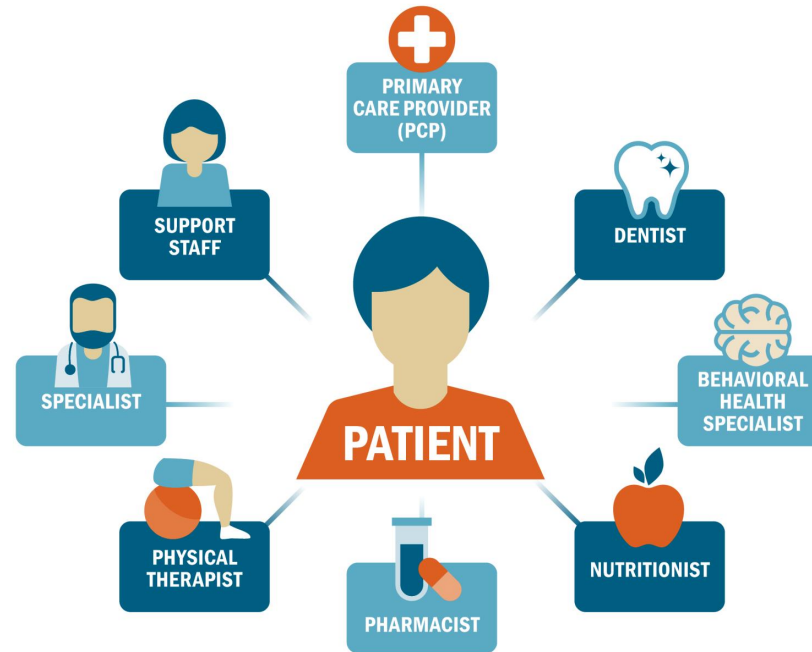 PRIMARY
CARE PROVIDER
(PCP)
SUPPORT
STAFF
DENTIST
SPECIALIST
PATIENT
BEHAVIORAL
HEALTH
SPECIALIST
PHYSICAL
THERAPIST
PHARMACIST
NUTRITIONIST